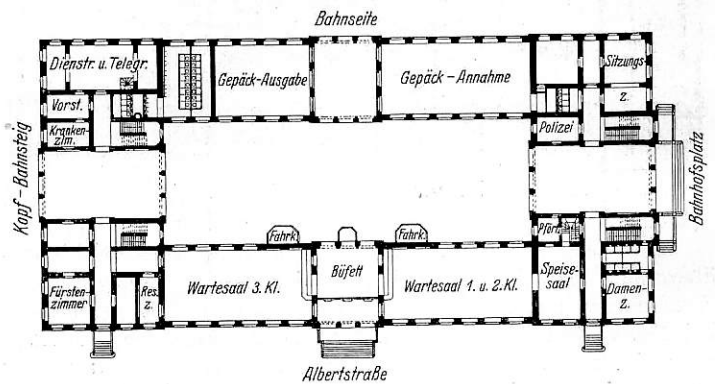 Bahnseite
Dienstr. u. Telegr.
Gepäck-Ausgabe
Gepäck-Annahme
Sitzungs-
z.
Vorst.
Kranken-
zim.
Polizei
Kopf-Bahnsteig
Bahnhofsplatz
Fahrk.
Fahrk.
Pfört.
Fürsten-
zimmer
Res.
z.
Wartesaal 3. Kl.
Büfett
Wartesaal 1. u. 2. Kl.
Speise-
saal
Damen-
z.
Albertstraße